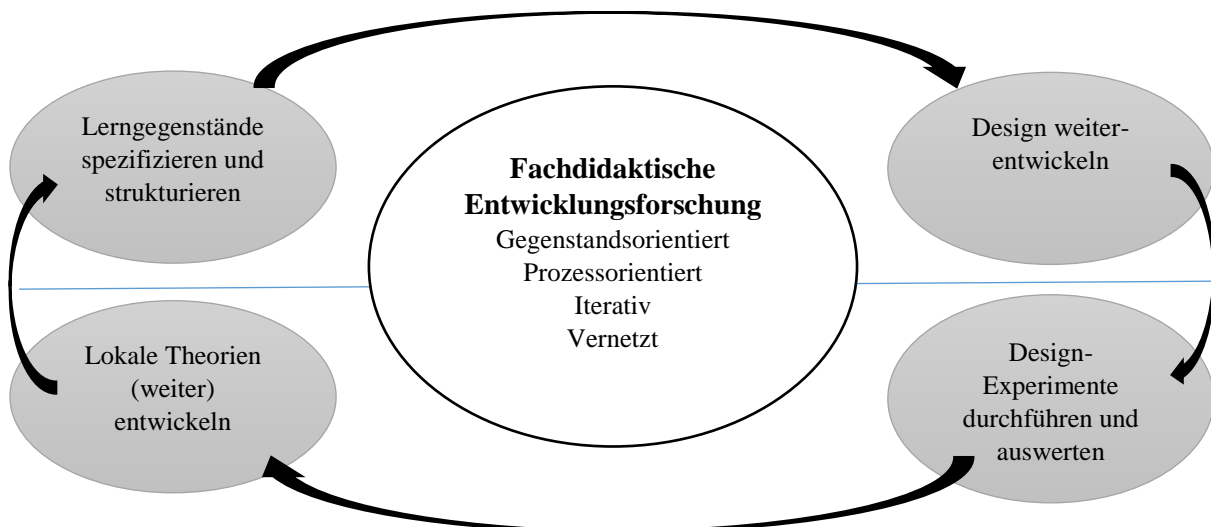 Lerngegenstände
spezifizieren und
strukturieren
Fachdidaktische
Entwicklungsforschung
Gegenstandsorientiert
Prozessorientiert
Iterativ
Vernetzt
Design weiter-
entwickeln
Lokale Theorien
(weiter)
entwickeln
Design-
Experimente
durchführen und
auswerten